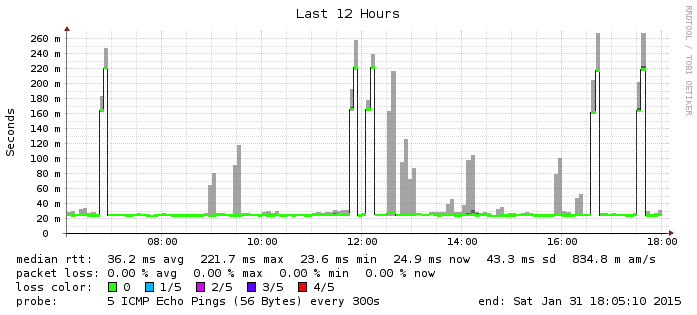 Last 12 Hours
RRDTOOL / TOBI OETIKER
Seconds
260 m
240 m
220 m
200 m
180 m
160 m
140 m
120 m
100 m
80 m
60 m
40 m
20 m
0
08:00 10:00 12:00 14:00 16:00 18:00
median rtt: 36.2 ms avg 221.7 ms max 23.6 ms min 24.9 ms now 43.3 ms sd 834.8 m am/s
packet loss: 0.00 % avg 0.00 % max 0.00 % min 0.00 % now
loss color: 0 1/5 2/5 3/5 4/5
probe: 5 ICMP Echo Pings (56 Bytes) every 300s end: Sat Jan 31 18:05:10 2015